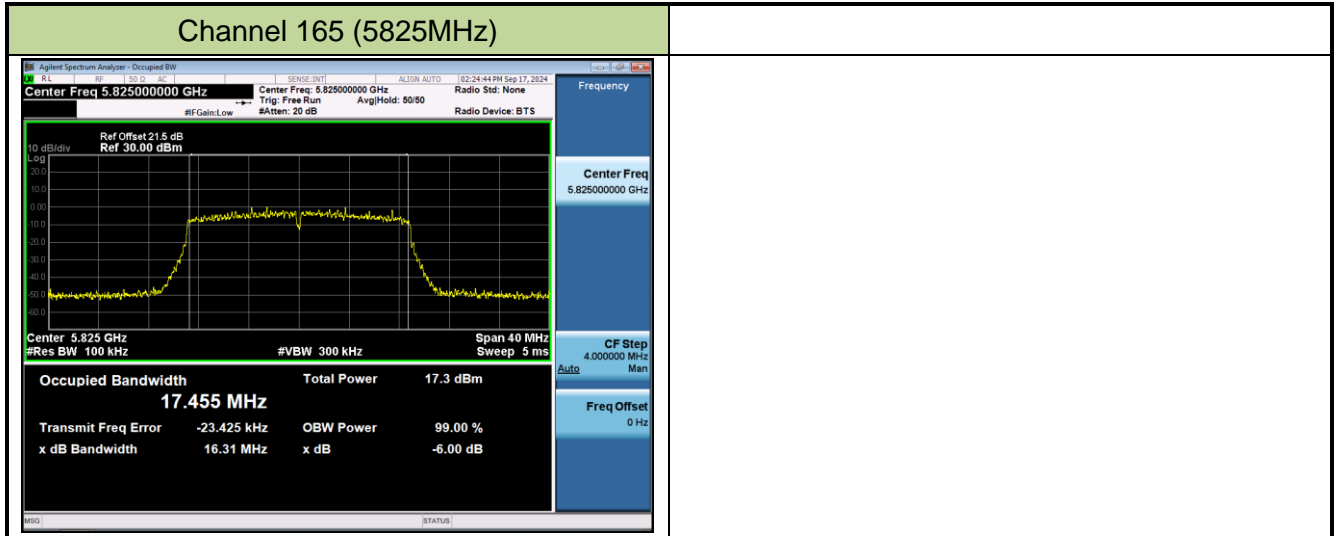 Channel 165 (5825MHz)
Agilent Spectrum Analyzer - Occupied BW
RL RF 50 Ω AC SENSE:INT ALIGN AUTO 02:24:44 PM Sep 17, 2024
Center Freq 5.825000000 GHz
Center Freq: 5.825000000 GHz Radio Std: None
Trig: Free Run Avg|Hold: 50/50
#IFGain:Low #Atten: 20 dB Radio Device: BTS
Frequency
Ref Offset 21.5 dB
10 dB/div Ref 30.00 dBm
Log
20.0
10.0
0.00
-10.0
-20.0
-30.0
-40.0
-50.0
-60.0
Center Freq
5.825000000 GHz
Center 5.825 GHz Span 40 MHz
#Res BW 100 kHz #VBW 300 kHz Sweep 5 ms
CF Step
4.000000 MHz
Auto Man
Occupied Bandwidth Total Power 17.3 dBm
17.455 MHz
Transmit Freq Error -23.425 kHz OBW Power 99.00 %
x dB Bandwidth 16.31 MHz x dB -6.00 dB
Freq Offset
0 Hz
MSG STATUS